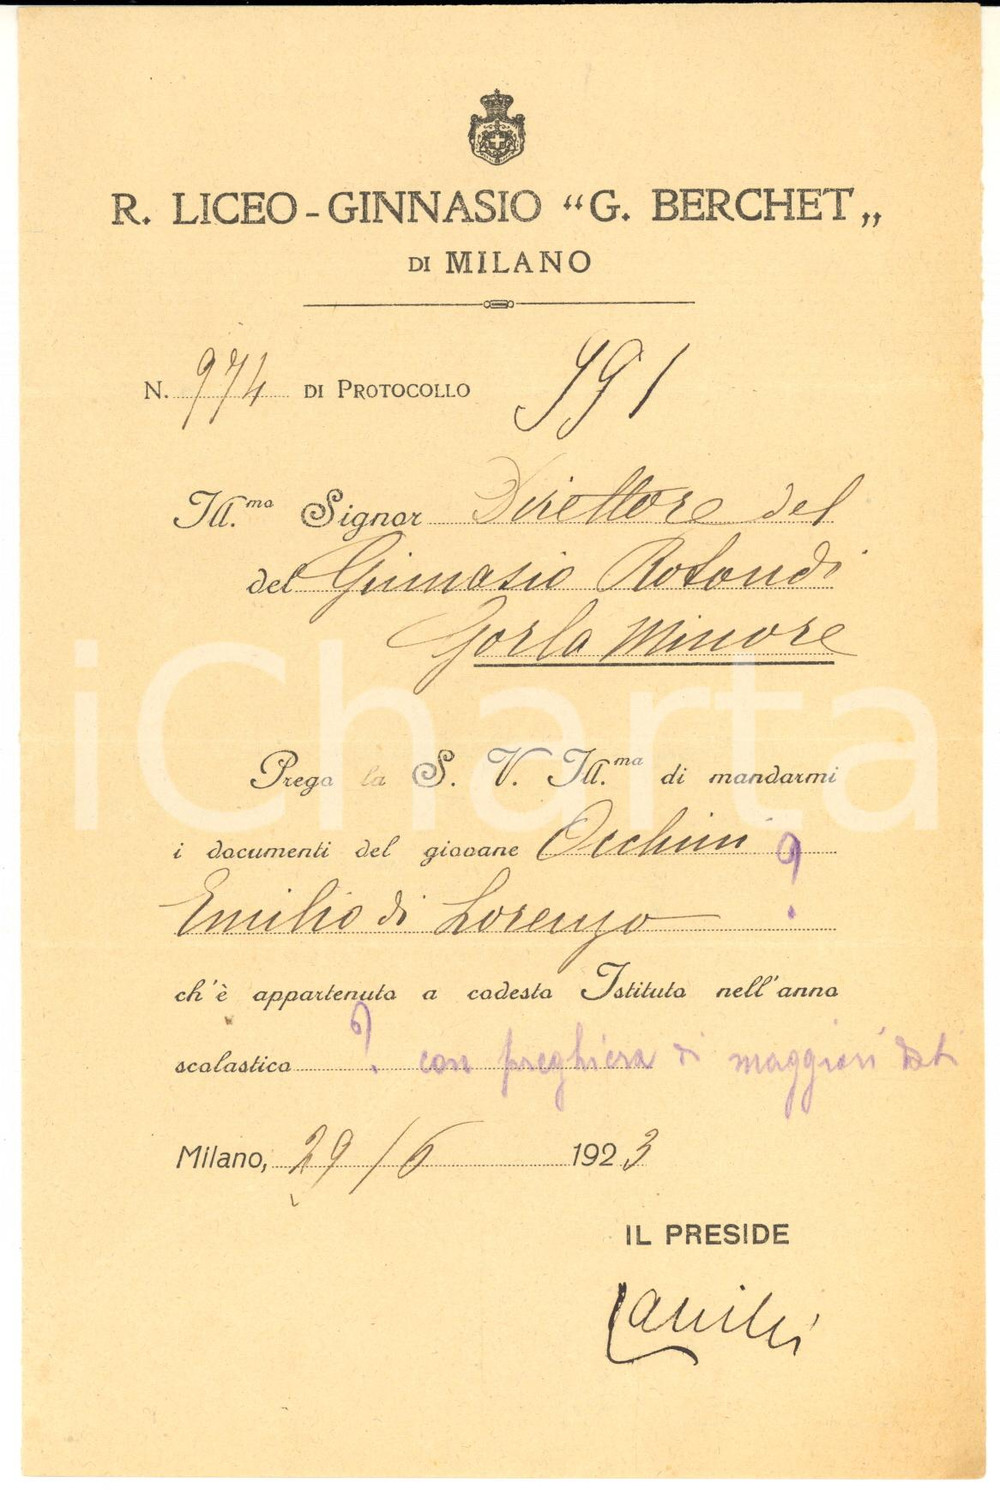 R. LICEO-GINNASIO “G. BERCHET„
DI MILANO
N. 974 DI PROTOCOLLO 991
Ill.mo Signor Direttore del
del Ginnasio Rotondi
Gorla Minore
iCharta
Prega la S. V. Ill.ma di mandarmi
i documenti del giovane Occhini ?
Emilio di Lorenzo
ch'è appartenuto a codesto Istituto nell'anno
scolastico ? con preghiera di maggiori dati
Milano, 29/6 1923
IL PRESIDE